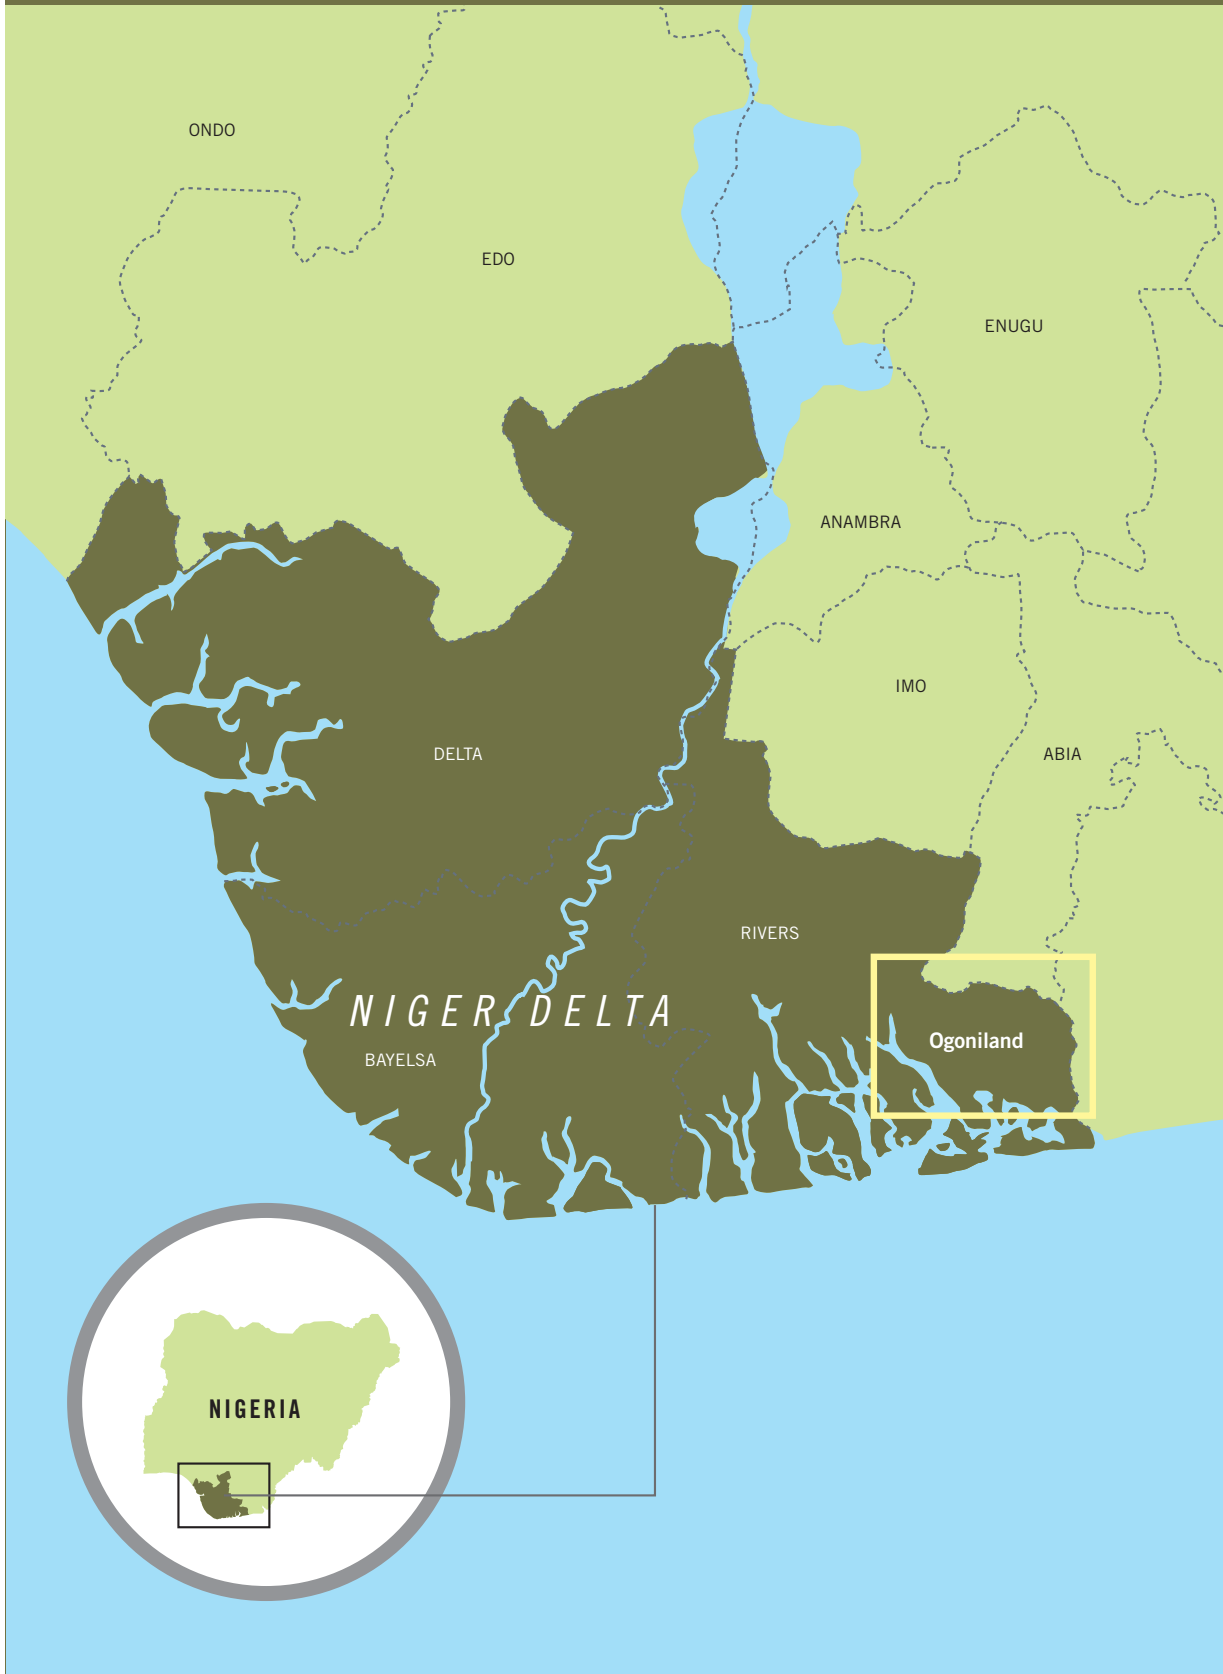 ONDO
EDO
ENUGU
ANAMBRA
IMO
ABIA
DELTA
RIVERS
NIGER DELTA
Ogoniland
BAYELSA
NIGERIA